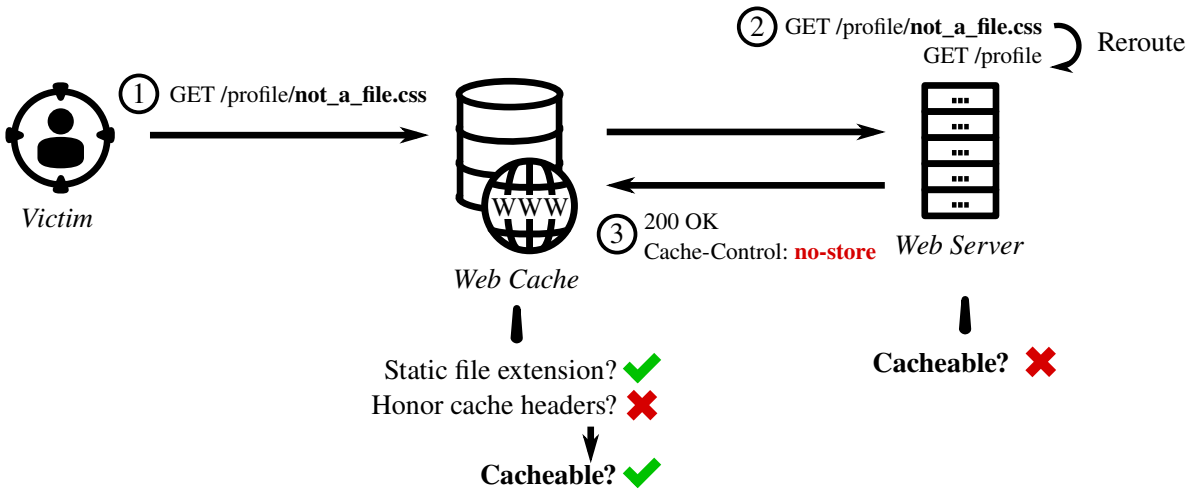 ② GET /profile/not_a_file.css
GET /profile
Reroute
① GET /profile/not_a_file.css
Victim
WWW
Web Cache
③ 200 OK
Cache-Control: no-store
Web Server
Static file extension?
Honor cache headers?
Cacheable?
Cacheable?